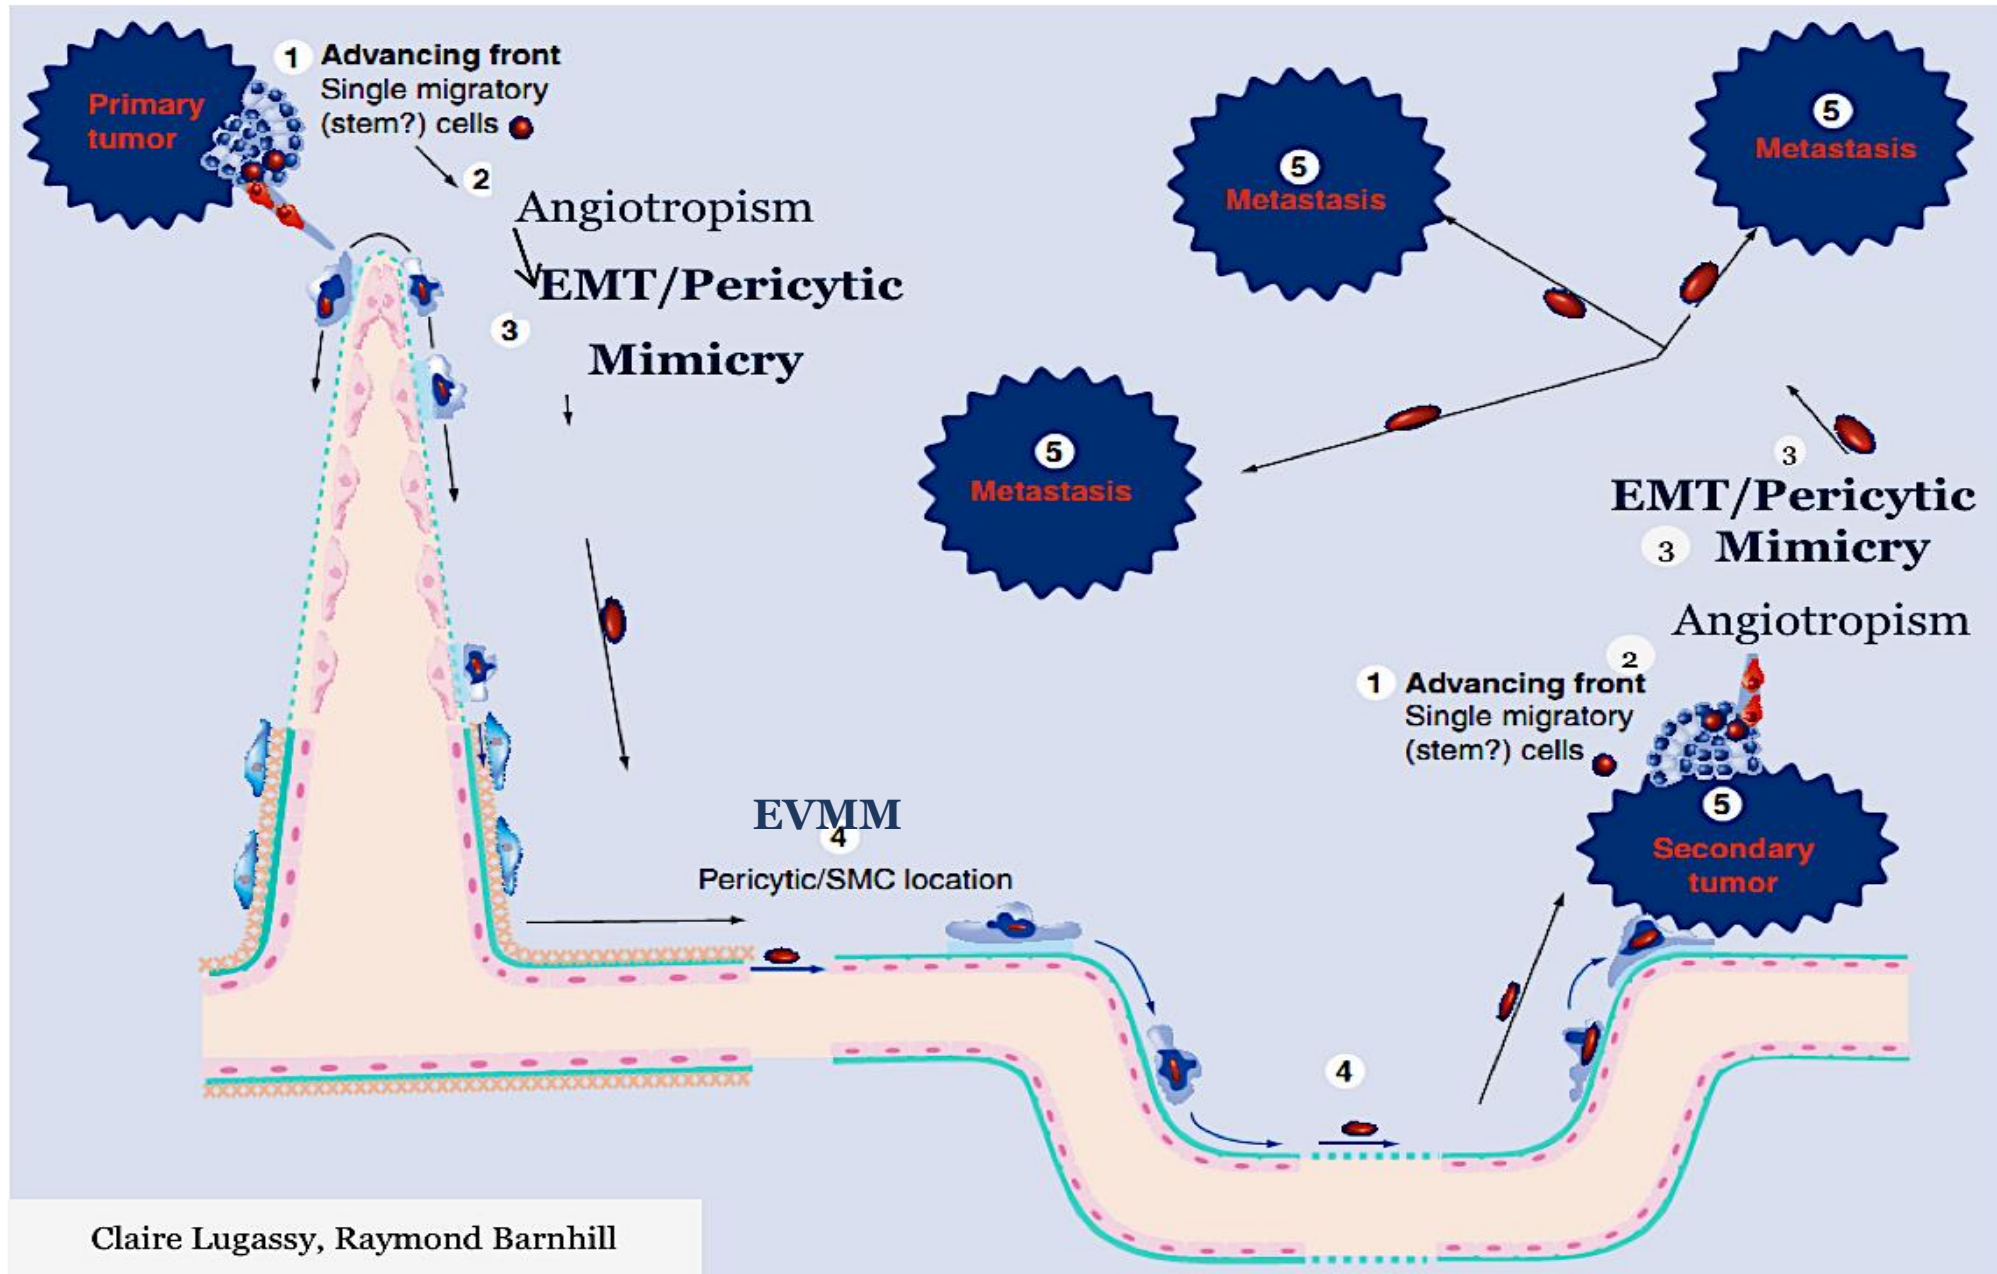 Primary
tumor
1 Advancing front
Single migratory
(stem?) cells
2
Angiotropism
EMT/Pericytic
3
Mimicry
5
Metastasis
5
Metastasis
5
Metastasis
3
EMT/Pericytic
3 Mimicry
Angiotropism
2
1 Advancing front
Single migratory
(stem?) cells
5
Secondary
tumor
EVMM
4
Pericytic/SMC location
4
Claire Lugassy, Raymond Barnhill